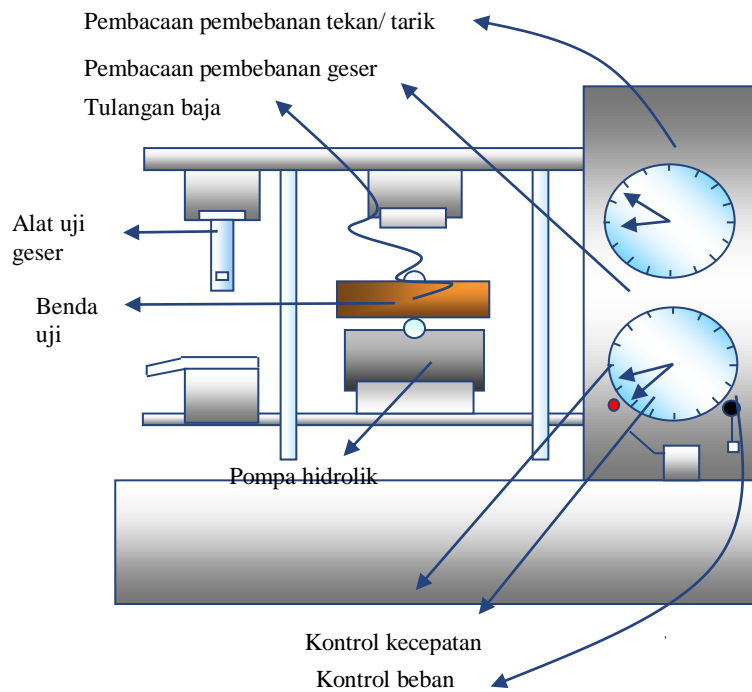 Pembacaan pembebanan tekan/ tarik
Pembacaan pembebanan geser
Tulangan baja
Alat uji
geser
Benda
uji
Pompa hidrolik
Kontrol kecepatan
Kontrol beban